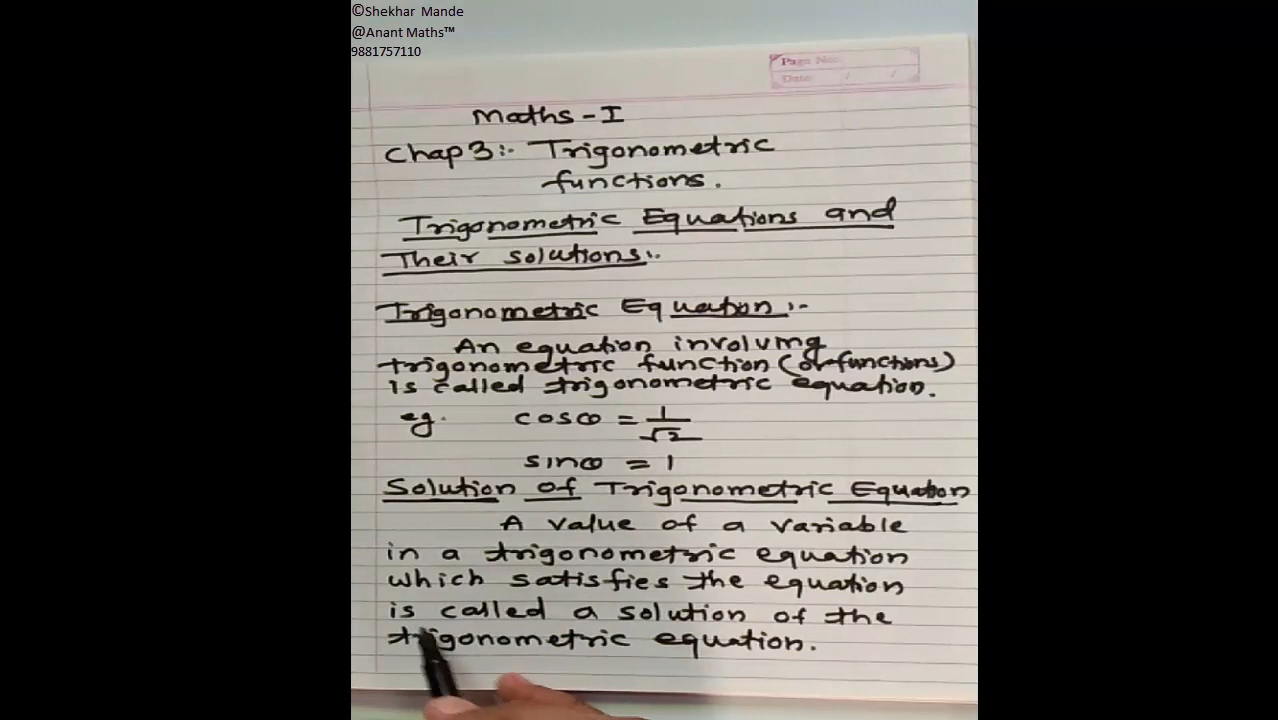 ©Shekhar Mande
@Anant Maths™
9881757110
Page No:
Date: / /
Maths - I
Chap 3:- Trigonometric
functions.
Trigonometric Equations and
Their solutions:-
Trigonometric Equation :-
An equation involving
trigonometric function (or functions)
is called trigonometric equation.
eg. cosθ = 1/√2
sinθ = 1
Solution of Trigonometric Equation
A value of a variable
in a trigonometric equation
which satisfies the equation
is called a solution of the
trigonometric equation.